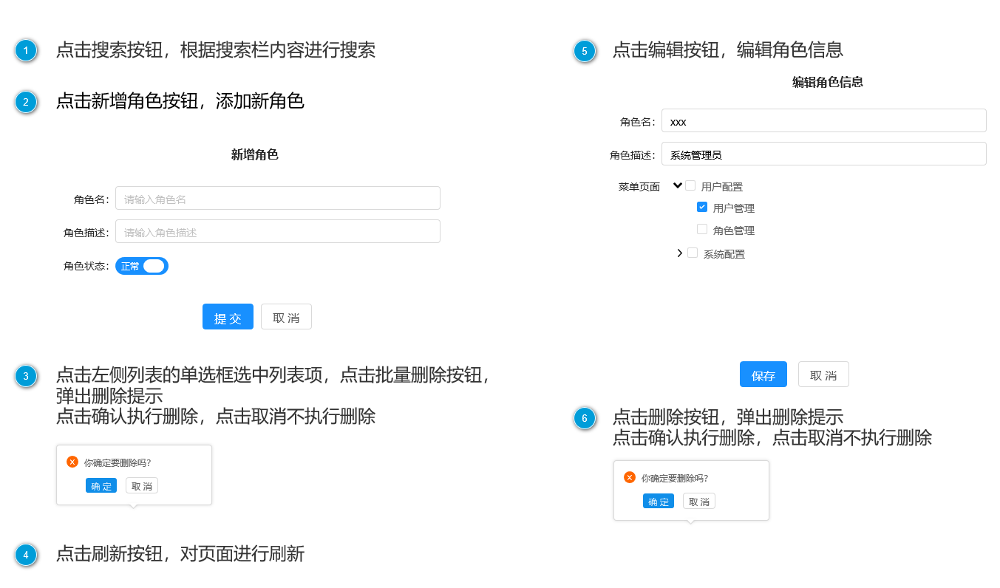 1 点击搜索按钮，根据搜索栏内容进行搜索
2 点击新增角色按钮，添加新角色
新增角色
角色名： 请输入角色名
角色描述： 请输入角色描述
角色状态： 正常
提 交 取 消
3 点击左侧列表的单选框选中列表项，点击批量删除按钮，
弹出删除提示
点击确认执行删除，点击取消不执行删除
你确定要删除吗?
确 定 取 消
4 点击刷新按钮，对页面进行刷新
5 点击编辑按钮，编辑角色信息
编辑角色信息
角色名： xxx
角色描述： 系统管理员
菜单页面 用户配置
用户管理
角色管理
系统配置
保存 取 消
6 点击删除按钮，弹出删除提示
点击确认执行删除，点击取消不执行删除
你确定要删除吗?
确 定 取 消